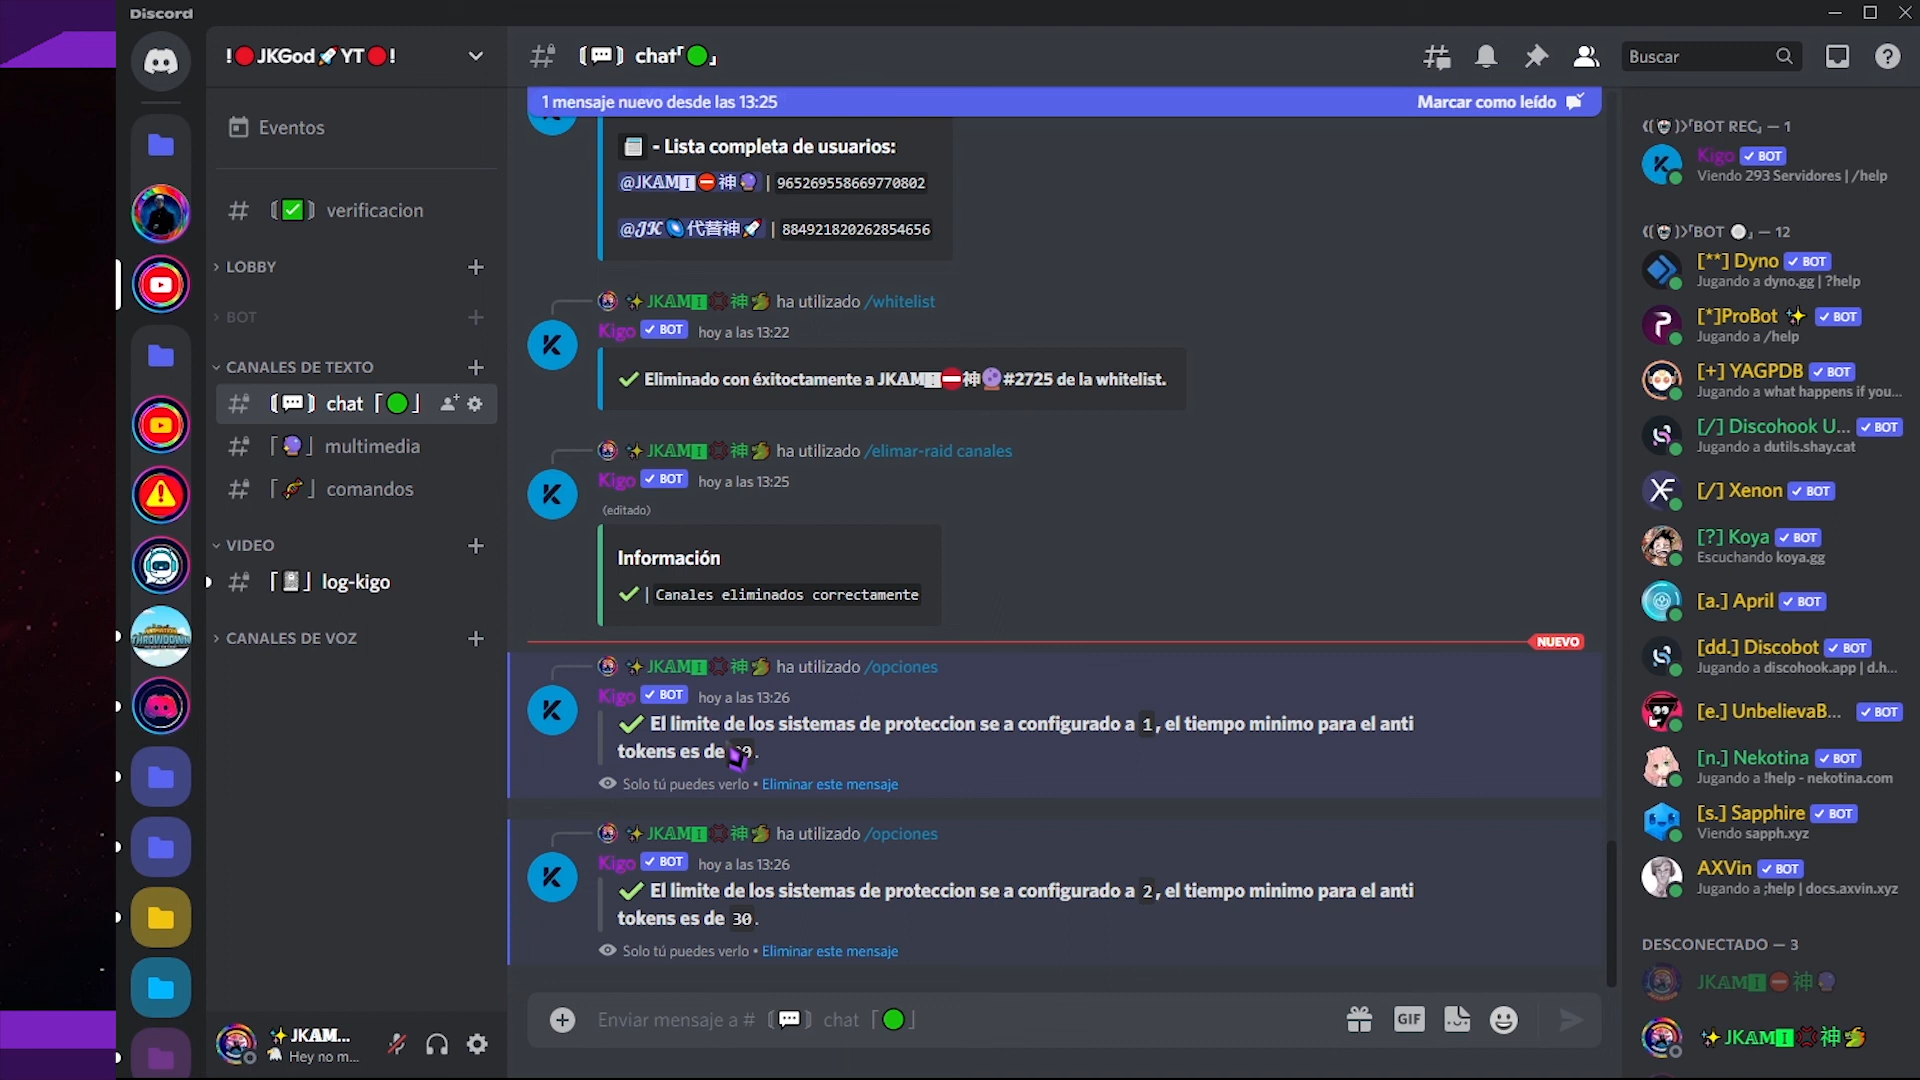 Discord
!🔴JKGod🚀YT🔴!
Eventos
verificacion
LOBBY
BOT
CANALES DE TEXTO
chat
multimedia
comandos
VIDEO
log-kigo
CANALES DE VOZ
JKAM...
Hey no m...
chat
Buscar
1 mensaje nuevo desde las 13:25
Marcar como leído
- Lista completa de usuarios:
@JKAMI⛔神🔮 | 965269558669770802
@JK代替神🚀 | 884921820262854656
✨JKAMI💢神 ha utilizado /whitelist
Kigo BOT hoy a las 13:22
Eliminado con éxitoctamente a JKAMI⛔神🔮#2725 de la whitelist.
✨JKAMI💢神 ha utilizado /elimar-raid canales
Kigo BOT hoy a las 13:25
(editado)
Información
| Canales eliminados correctamente
NUEVO
✨JKAMI💢神 ha utilizado /opciones
Kigo BOT hoy a las 13:26
El limite de los sistemas de proteccion se a configurado a 1, el tiempo minimo para el anti
tokens es de
Solo tú puedes verlo • Eliminar este mensaje
✨JKAMI💢神 ha utilizado /opciones
Kigo BOT hoy a las 13:26
El limite de los sistemas de proteccion se a configurado a 2, el tiempo minimo para el anti
tokens es de 30.
Solo tú puedes verlo • Eliminar este mensaje
Enviar mensaje a # chat
GIF
BOT REC」 — 1
Kigo BOT
Viendo 293 Servidores | /help
BOT ⚪」 — 12
[**] Dyno BOT
Jugando a dyno.gg | ?help
[*]ProBot ✨ BOT
Jugando a /help
[+] YAGPDB BOT
Jugando a what happens if you...
[/] Discohook U... BOT
Jugando a dutils.shay.cat
[/] Xenon BOT
[?] Koya BOT
Escuchando koya.gg
[a.] April BOT
[dd.] Discobot BOT
Jugando a discohook.app | d.h...
[e.] UnbelievaB... BOT
[n.] Nekotina BOT
Jugando a !help - nekotina.com
[s.] Sapphire BOT
Viendo sapph.xyz
AXVin BOT
Jugando a ;help | docs.axvin.xyz
DESCONECTADO — 3
JKAMI⛔神🔮
✨JKAMI💢神